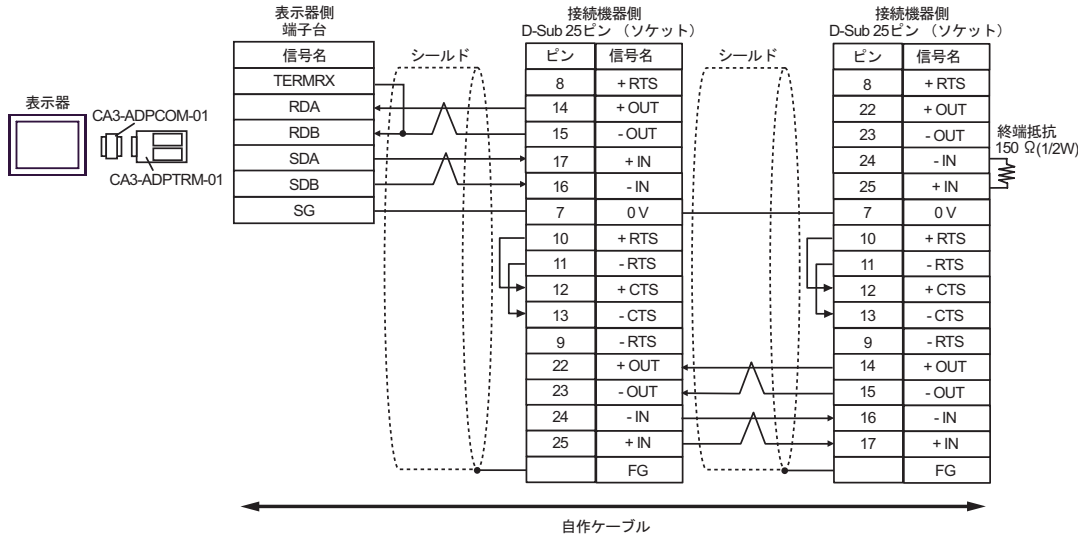 表示器側
端子台
接続機器側
D-Sub 25ピン （ソケット）
接続機器側
D-Sub 25ピン （ソケット）
表示器
CA3-ADPCOM-01
CA3-ADPTRM-01
信号名
TERMRX
RDA
RDB
SDA
SDB
SG
シールド
ピン 信号名
8 + RTS
14 + OUT
15 - OUT
17 + IN
16 - IN
7 0 V
10 + RTS
11 - RTS
12 + CTS
13 - CTS
9 - RTS
22 + OUT
23 - OUT
24 - IN
25 + IN
FG
シールド
ピン 信号名
8 + RTS
22 + OUT
23 - OUT
24 - IN
25 + IN
7 0 V
10 + RTS
11 - RTS
12 + CTS
13 - CTS
9 - RTS
14 + OUT
15 - OUT
16 - IN
17 + IN
FG
終端抵抗
150 Ω(1/2W)
自作ケーブル